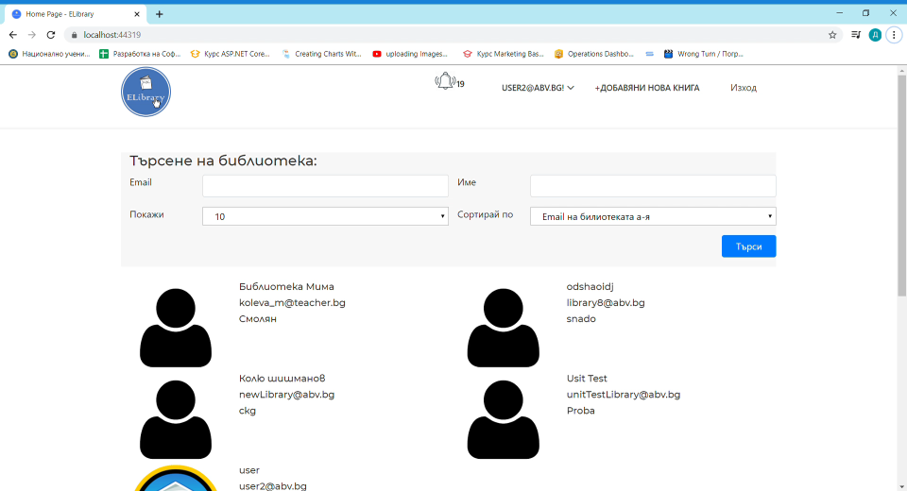 Home Page - ELibrary
localhost:44319
Национално учени...
Разработка на Соф...
Курс ASP.NET Core...
Creating Charts Wit...
uploading Images...
Курс Marketing Bas...
Operations Dashbo...
Wrong Turn / Погр...
Д
ELibrary
19
USER2@ABV.BG!
+ДОБАВЯНИ НОВА КНИГА
Изход
Търсене на библиотека:
Email
Име
Покажи
10
Сортирай по
Email на билиотеката а-я
Търси
Библиотека Мима
koleva_m@teacher.bg
Смолян
odshaoidj
library8@abv.bg
snado
Колю шишманов
newLibrary@abv.bg
ckg
Usit Test
unitTestLibrary@abv.bg
Proba
user
user2@abv.bg